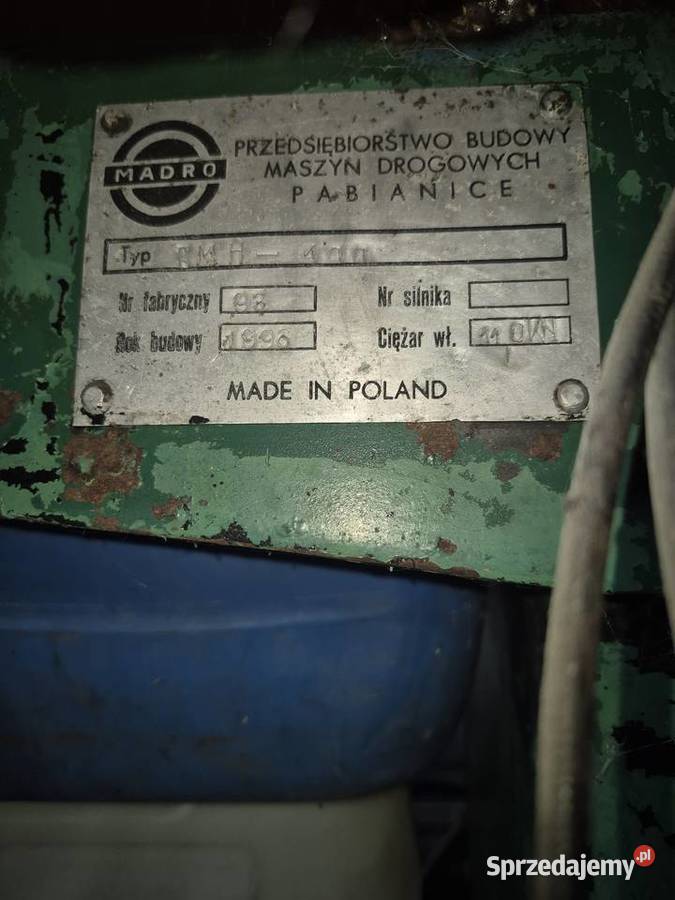 MADRO
PRZEDSIĘBIORSTWO BUDOWY
MASZYN DROGOWYCH
PABIANICE
Typ
Nr fabryczny 93
Nr silnika
Rok budowy
Ciężar wł.
MADE IN POLAND
Sprzedajemy.pl